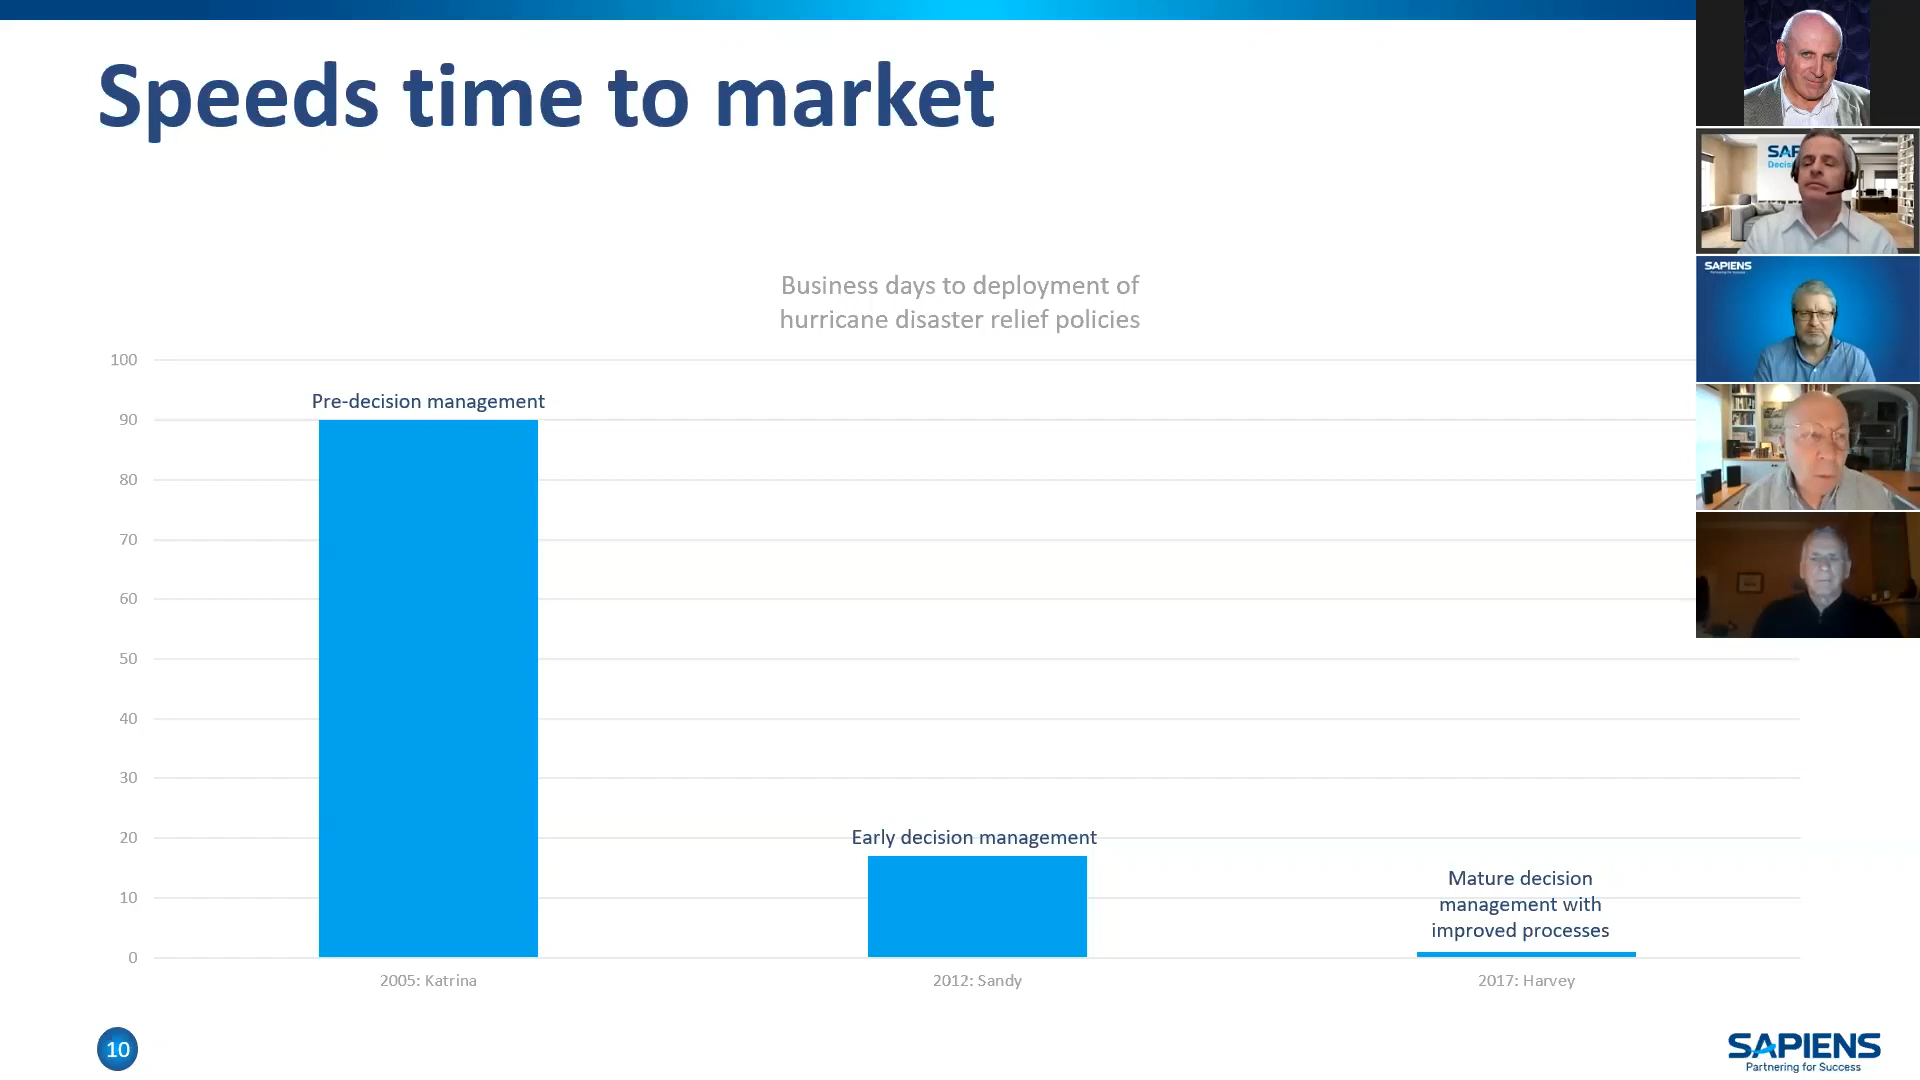 Speeds time to market
Business days to deployment of
hurricane disaster relief policies
100
90
80
70
60
50
40
30
20
10
0
Pre-decision management
Early decision management
Mature decision
management with
improved processes
2005: Katrina
2012: Sandy
2017: Harvey
10
SAPIENS
Partnering for Success
SAP
Decis
SAPIENS